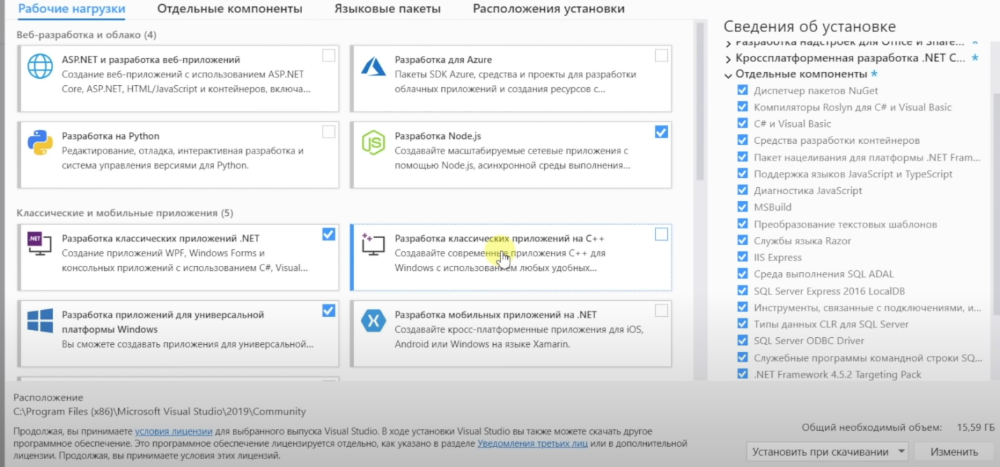 Рабочие нагрузки
Отдельные компоненты
Языковые пакеты
Расположения установки
Веб-разработка и облако (4)
ASP.NET и разработка веб-приложений
Создание веб-приложений с использованием ASP.NET
Core, ASP.NET, HTML/JavaScript и контейнеров, включа...
Разработка для Azure
Пакеты SDK Azure, средства и проекты для разработки
облачных приложений и создания ресурсов с...
Разработка на Python
Редактирование, отладка, интерактивная разработка и
система управления версиями для Python.
JS
Разработка Node.js
Создавайте масштабируемые сетевые приложения с
помощью Node.js, асинхронной среды выполнения...
Классические и мобильные приложения (5)
.NET
Разработка классических приложений .NET
Создание приложений WPF, Windows Forms и
консольных приложений с использованием C#, Visual...
Разработка классических приложений на C++
Создавайте современные приложения C++ для
Windows с использованием любых удобных...
Разработка приложений для универсальной
платформы Windows
Вы сможете создавать приложения для универсальной...
Разработка мобильных приложений на .NET
Создавайте кросс-платформенные приложения для iOS,
Android или Windows на языке Xamarin.
Сведения об установке
Разработка надстроек для Office и Share... *
Кроссплатформенная разработка .NET C... *
Отдельные компоненты *
Диспетчер пакетов NuGet
Компиляторы Roslyn для C# и Visual Basic
C# и Visual Basic
Средства разработки контейнеров
Пакет нацеливания для платформы .NET Fram...
Поддержка языков JavaScript и TypeScript
Диагностика JavaScript
MSBuild
Преобразование текстовых шаблонов
Службы языка Razor
IIS Express
Среда выполнения SQL ADAL
SQL Server Express 2016 LocalDB
Инструменты, связанные с подключениями, и...
Типы данных CLR для SQL Server
SQL Server ODBC Driver
Служебные программы командной строки SQ...
.NET Framework 4.5.2 Targeting Pack
Расположение
C:\Program Files (x86)\Microsoft Visual Studio\2019\Community
Продолжая, вы принимаете условия лицензии для выбранного выпуска Visual Studio. В ходе установки Visual Studio вы также можете скачать другое
программное обеспечение. Это программное обеспечение лицензируется отдельно, как указано в разделе Уведомления третьих лиц или в дополнительной
лицензии. Продолжая, вы принимаете условия этих лицензий.
Общий необходимый объем: 15,59 ГБ
Установить при скачивании
Изменить